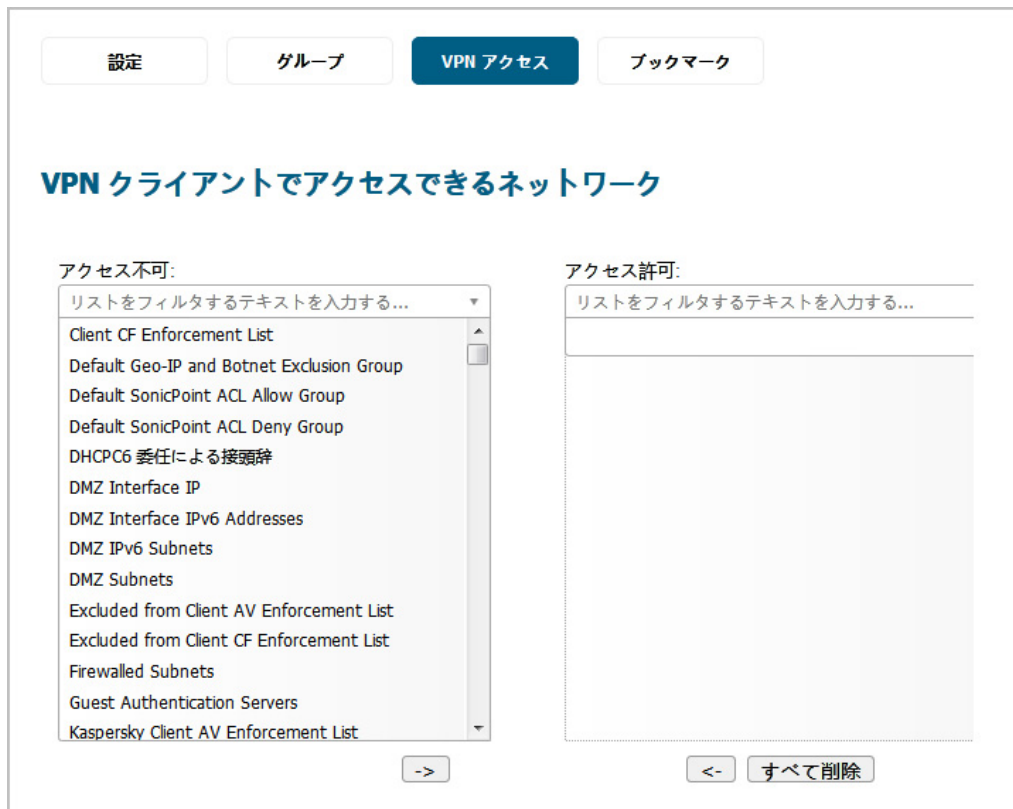 設定 グループ VPN アクセス ブックマーク
VPN クライアントでアクセスできるネットワーク
アクセス不可:
リストをフィルタするテキストを入力する...
Client CF Enforcement List
Default Geo-IP and Botnet Exclusion Group
Default SonicPoint ACL Allow Group
Default SonicPoint ACL Deny Group
DHCPC6 委任による接頭辞
DMZ Interface IP
DMZ Interface IPv6 Addresses
DMZ IPv6 Subnets
DMZ Subnets
Excluded from Client AV Enforcement List
Excluded from Client CF Enforcement List
Firewalled Subnets
Guest Authentication Servers
Kaspersky Client AV Enforcement List
->
アクセス許可:
リストをフィルタするテキストを入力する...
<- すべて削除